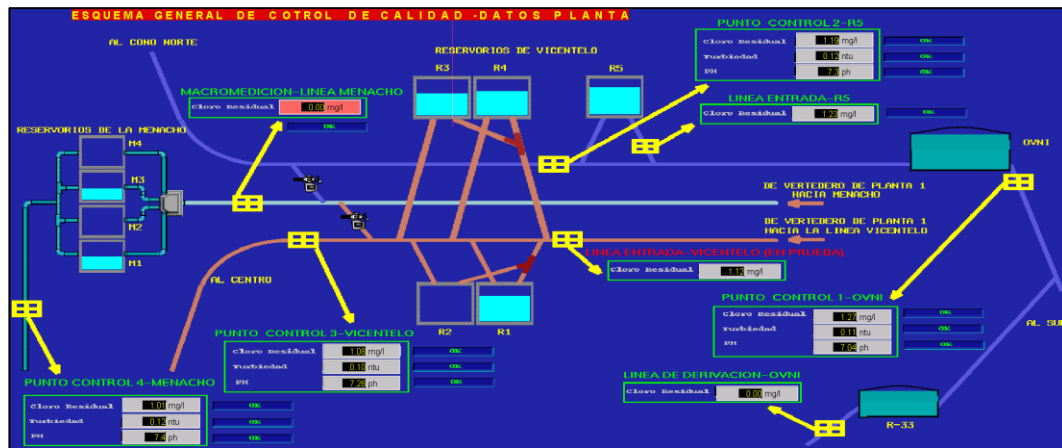 ESQUEMA GENERAL DE COTROL DE CALIDAD -DATOS PLANTA
AL CONO NORTE
RESERVORIOS DE VICENTELO
R3
R4
R5
PUNTO CONTROL 2-R5
Cloro Residual 1.19 mg/l OK
Turbiedad 0.12 ntu OK
PH 7.3 ph OK
MACROMEDICION-LINEA MENACHO
Cloro Residual 0.00 mg/l
OK
LINEA ENTRADA-R5
Cloro Residual 1.23 mg/l OK
RESERVORIOS DE LA MENACHO
M4
M3
M2
M1
OVNI
DE VERTEDERO DE PLANTA 1
HACIA MENACHO
DE VERTEDERO DE PLANTA 1
HACIA LA LINEA VICENTELO
LINEA ENTRADA-VICENTELO (EN PRUEBA)
Cloro Residual 1.12 mg/l
AL CENTRO
R2
R1
PUNTO CONTROL 1-OVNI
Cloro Residual 1.27 mg/l OK
Turbiedad 0.11 ntu OK
PH 7.04 ph OK
AL SU
PUNTO CONTROL 3-VICENTELO
Cloro Residual 1.08 mg/l OK
Turbiedad 0.10 ntu OK
PH 7.26 ph OK
LINEA DE DERIVACION-OVNI
Cloro Residual 0.00 mg/l
R-33
PUNTO CONTROL 4-MENACHO
Cloro Residual 1.01 mg/l OK
Turbiedad 0.12 ntu OK
PH 7.4 ph OK